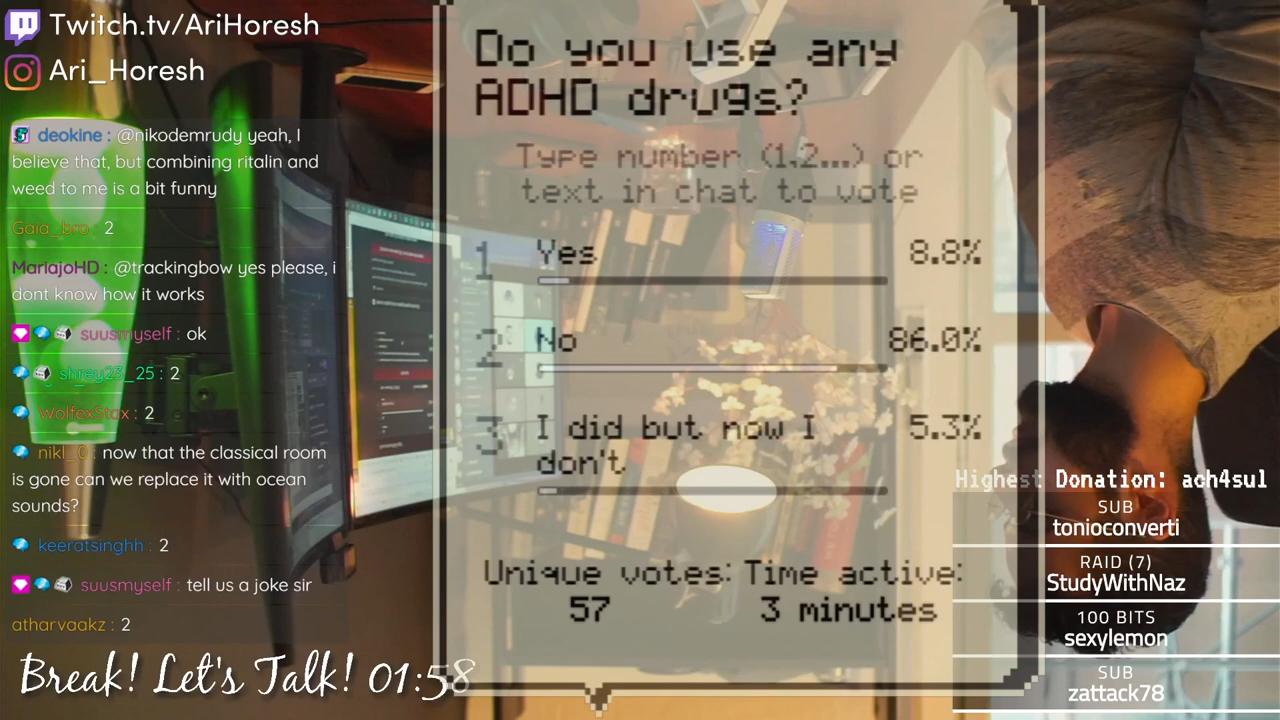 Twitch.tv/AriHoresh
Ari_Horesh
deokine : @nikodemrudy yeah, I
believe that, but combining ritalin and
weed to me is a bit funny
Gaia_bro : 2
MariajoHD : @trackingbow yes please, i
dont know how it works
suusmyself : ok
shrey23_25 : 2
WolfexStax : 2
nikl_0 : now that the classical room
is gone can we replace it with ocean
sounds?
keeratsinghh : 2
suusmyself : tell us a joke sir
atharvaakz : 2
Break! Let's Talk! 01:58
Do you use any
ADHD drugs?
Type number (1,2...) or
text in chat to vote
1 Yes 8.8%
2 No 86.0%
3 I did but now I 5.3%
don't
Unique votes: Time active:
57 3 minutes
Highest Donation: ach4sul
SUB
tonioconverti
RAID (7)
StudyWithNaz
100 BITS
sexylemon
SUB
zattack78